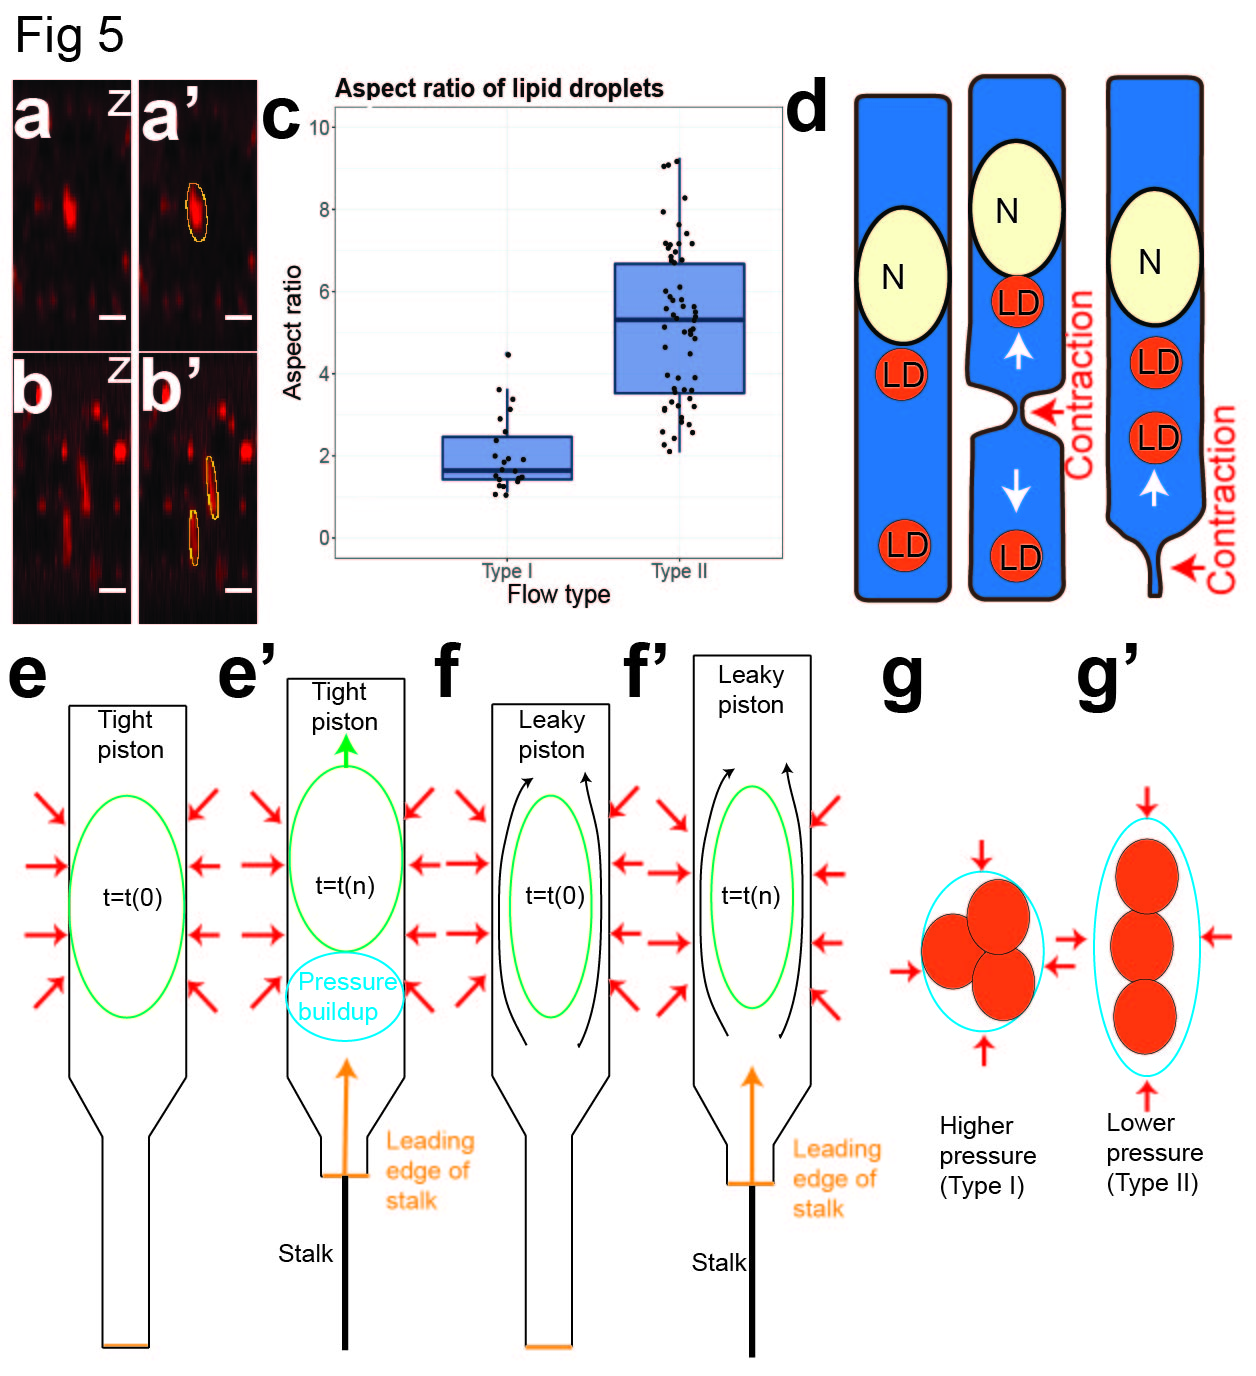 Fig 5
a
Z
a’
b
Z
b’
c
Aspect ratio of lipid droplets
10
8
6
4
2
0
Aspect ratio
Type I
Type II
Flow type
d
N
LD
LD
N
LD
LD
Contraction
N
LD
LD
Contraction
e
Tight
piston
t=t(0)
e’
Tight
piston
t=t(n)
Pressure
buildup
Leading
edge of
stalk
Stalk
f
Leaky
piston
t=t(0)
f’
Leaky
piston
t=t(n)
Leading
edge of
stalk
Stalk
g
Higher
pressure
(Type I)
g’
Lower
pressure
(Type II)